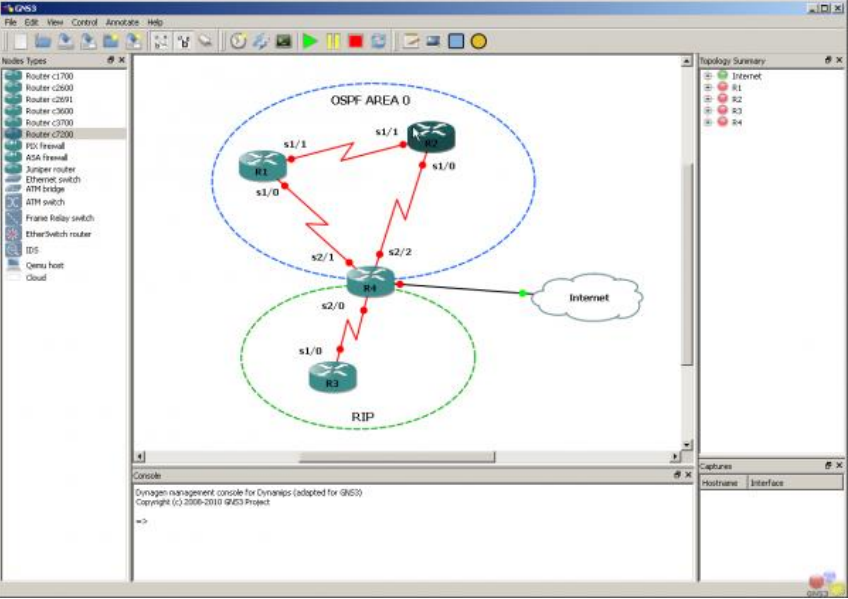 GNS3
File Edit View Control Annotate Help
Nodes Types
Router c1700
Router c2600
Router c2691
Router c3600
Router c3700
Router c7200
PIX firewall
ASA firewall
Juniper router
Ethernet switch
ATM bridge
ATM switch
Frame Relay switch
EtherSwitch router
IDS
Qemu host
Cloud
OSPF AREA 0
s1/1
R2
s1/1
s1/0
R1
s1/0
s2/1
s2/2
R4
Internet
s2/0
s1/0
R3
RIP
Topology Summary
Internet
R1
R2
R3
R4
Console
Dynagen management console for Dynamips (adapted for GNS3)
Copyright (c) 2008-2010 GNS3 Project
=>
Captures
Hostname Interface
GNS3